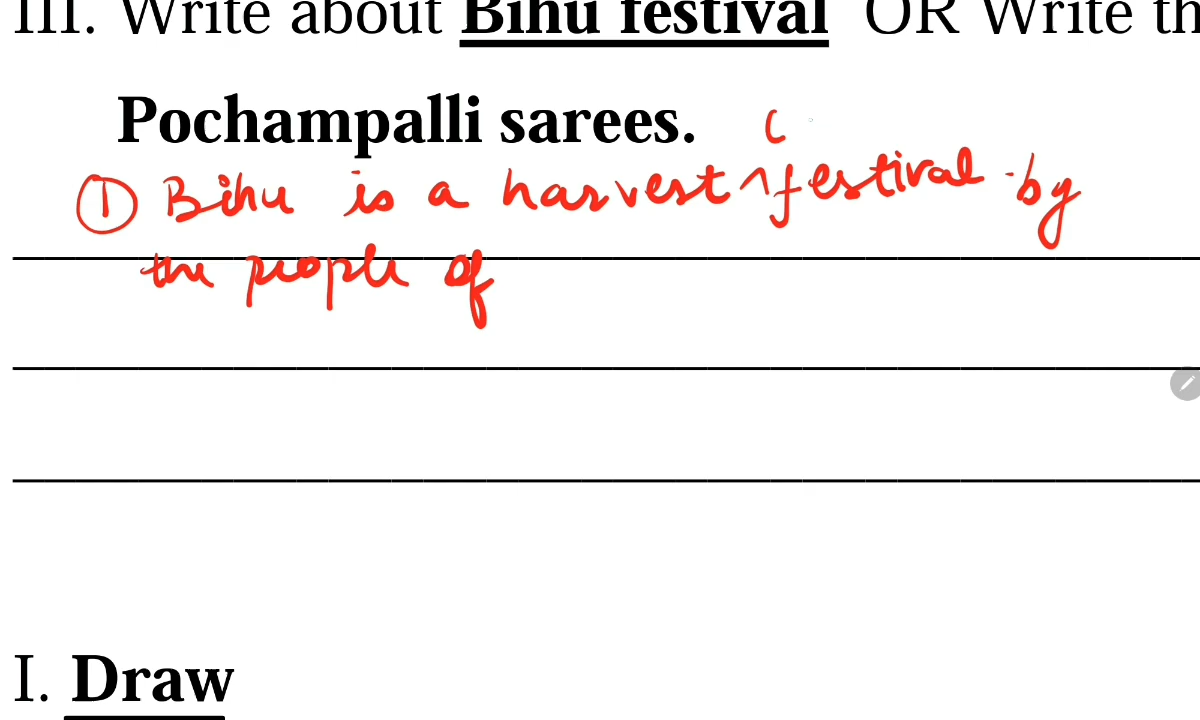 III. Write about Bihu festival OR Write th
Pochampalli sarees. c
① Bihu is a harvest ^ festival by
the people of
I. Draw